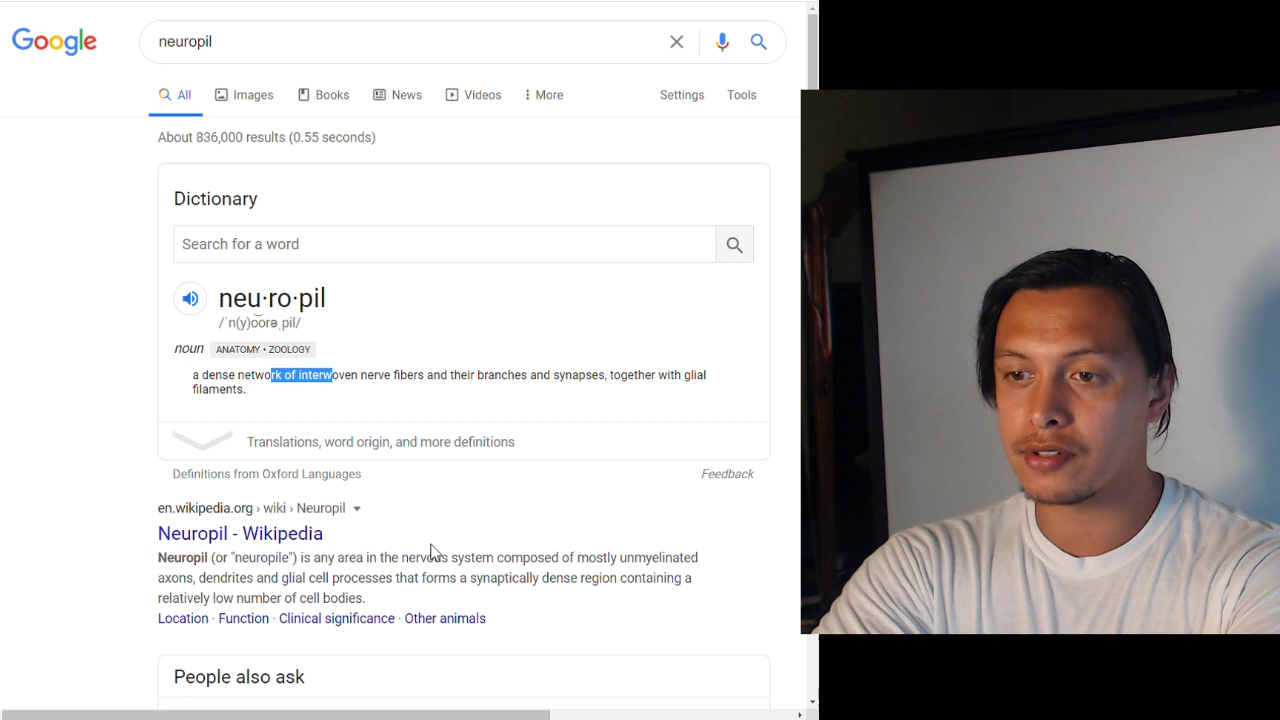 Google
neuropil
All
Images
Books
News
Videos
More
Settings
Tools
About 836,000 results (0.55 seconds)
Dictionary
Search for a word
neu·ro·pil
/ˈn(y)o͝orəˌpil/
noun
ANATOMY • ZOOLOGY
a dense network of interwoven nerve fibers and their branches and synapses, together with glial
filaments.
Translations, word origin, and more definitions
Definitions from Oxford Languages
Feedback
en.wikipedia.org › wiki › Neuropil
Neuropil - Wikipedia
Neuropil (or "neuropile") is any area in the nervous system composed of mostly unmyelinated
axons, dendrites and glial cell processes that forms a synaptically dense region containing a
relatively low number of cell bodies.
Location · Function · Clinical significance · Other animals
People also ask